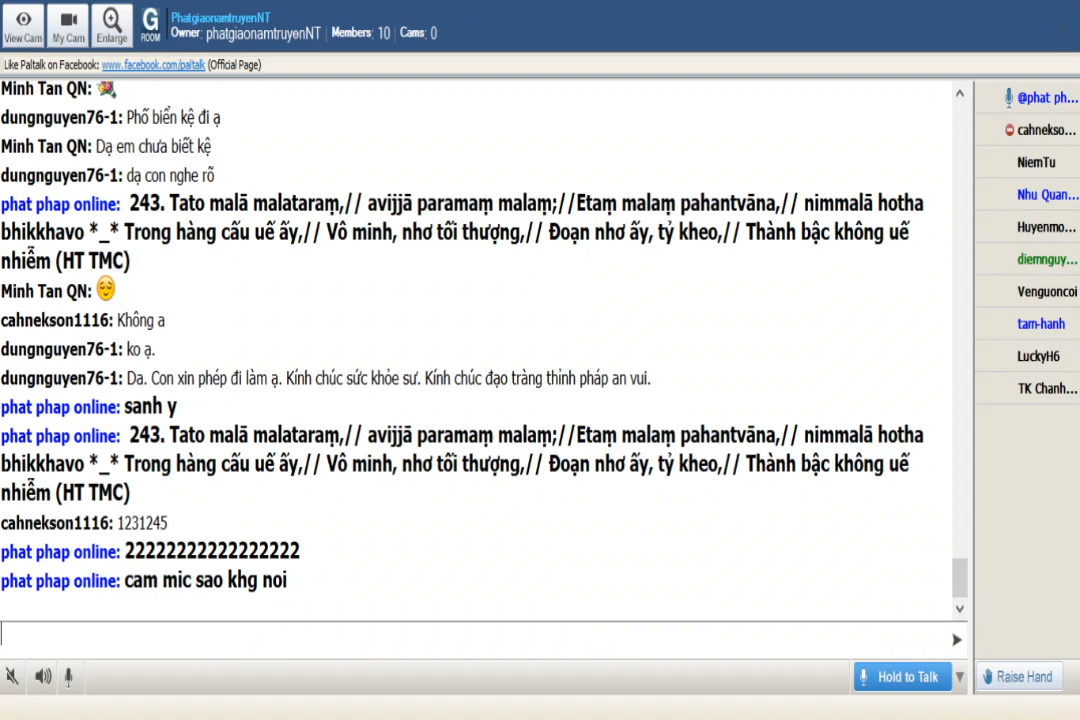 PhatgiaonamtruyenNT
View Cam My Cam Enlarge G ROOM Owner: phatgiaonamtruyenNT Members: 10 Cams: 0
Like Paltalk on Facebook: www.facebook.com/paltalk (Official Page)
Minh Tan QN:
dungnguyen76-1: Phổ biển kệ đi ạ
Minh Tan QN: Dạ em chưa biết kệ
dungnguyen76-1: dạ con nghe rõ
phat phap online: 243. Tato malā malataraṃ,// avijjā paramaṃ malaṃ;//Etaṃ malaṃ pahantvāna,// nimmalā hotha
bhikkhavo *_* Trong hàng cấu uế ấy,// Vô minh, nhơ tối thượng,// Đoạn nhơ ấy, tỷ kheo,// Thành bậc không uế
nhiễm (HT TMC)
Minh Tan QN:
cahnekson1116: Không a
dungnguyen76-1: ko ạ.
dungnguyen76-1: Da. Con xin phép đi làm ạ. Kính chúc sức khỏe sư. Kính chúc đạo tràng thính pháp an vui.
phat phap online: sanh y
phat phap online: 243. Tato malā malataraṃ,// avijjā paramaṃ malaṃ;//Etaṃ malaṃ pahantvāna,// nimmalā hotha
bhikkhavo *_* Trong hàng cấu uế ấy,// Vô minh, nhơ tối thượng,// Đoạn nhơ ấy, tỷ kheo,// Thành bậc không uế
nhiễm (HT TMC)
cahnekson1116: 1231245
phat phap online: 22222222222222222
phat phap online: cam mic sao khg noi
@phat ph...
cahnekso...
NiemTu
Nhu Quan...
Huyenmo...
diemnguy...
Venguoncoi
tam-hanh
LuckyH6
TK Chanh...
Hold to Talk
Raise Hand